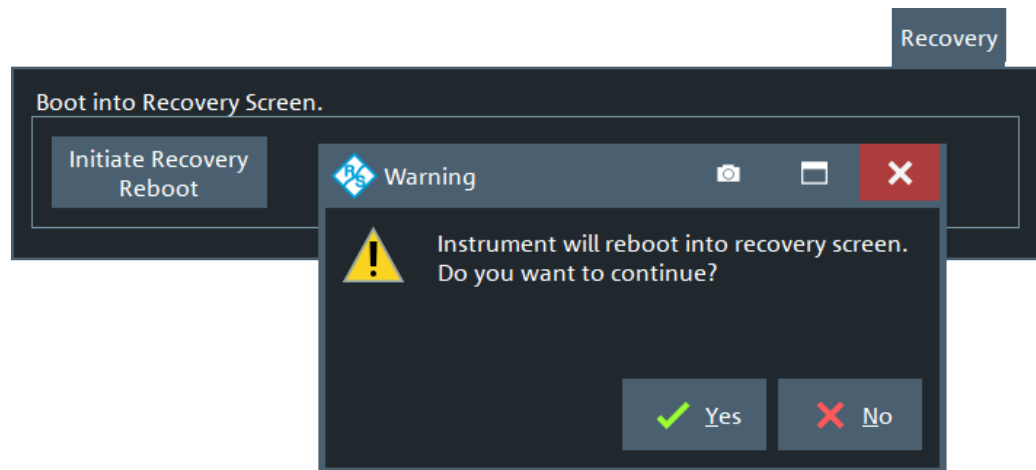 Recovery
Boot into Recovery Screen.
Initiate Recovery
Reboot
R&S
Warning
Instrument will reboot into recovery screen.
Do you want to continue?
Yes
No